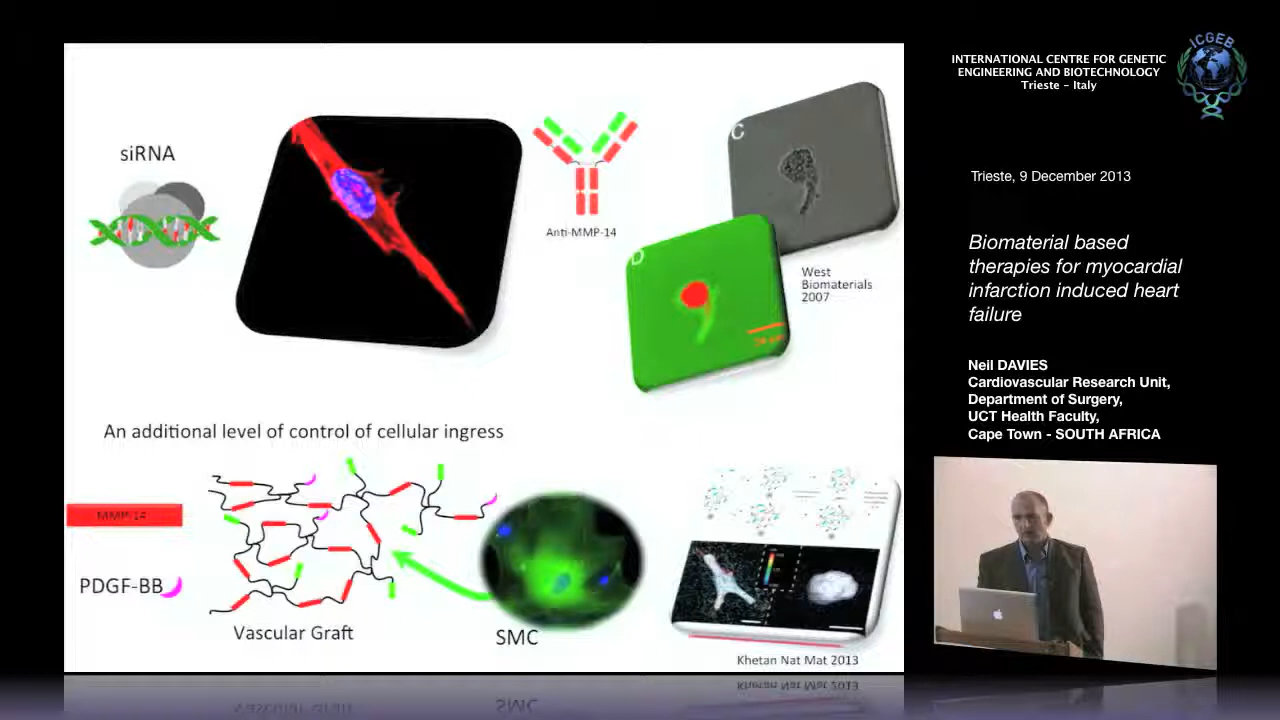 siRNA
Anti-MMP-14
C
D
West
Biomaterials
2007
An additional level of control of cellular ingress
MMP-14
PDGF-BB
Vascular Graft
SMC
Khetan Nat Mat 2013
ICGEB
INTERNATIONAL CENTRE FOR GENETIC
ENGINEERING AND BIOTECHNOLOGY
Trieste – Italy
Trieste, 9 December 2013
Biomaterial based
therapies for myocardial
infarction induced heart
failure
Neil DAVIES
Cardiovascular Research Unit,
Department of Surgery,
UCT Health Faculty,
Cape Town - SOUTH AFRICA